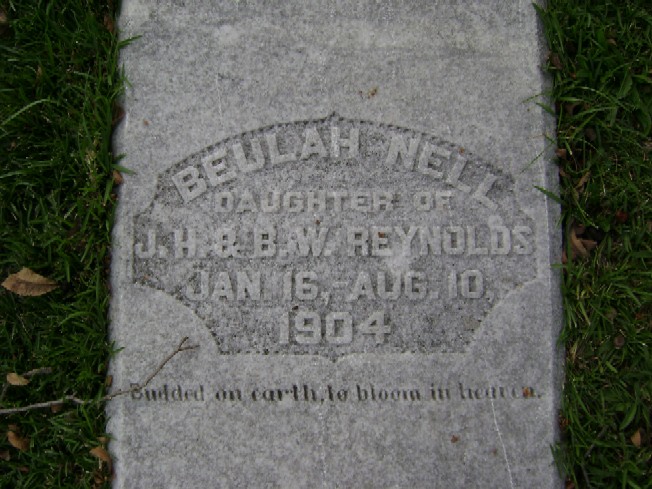 BEULAH NELL
DAUGHTER OF
J. H. & B. W. REYNOLDS
JAN. 16, - AUG. 10,
1904
Budded on earth, to bloom in heaven.